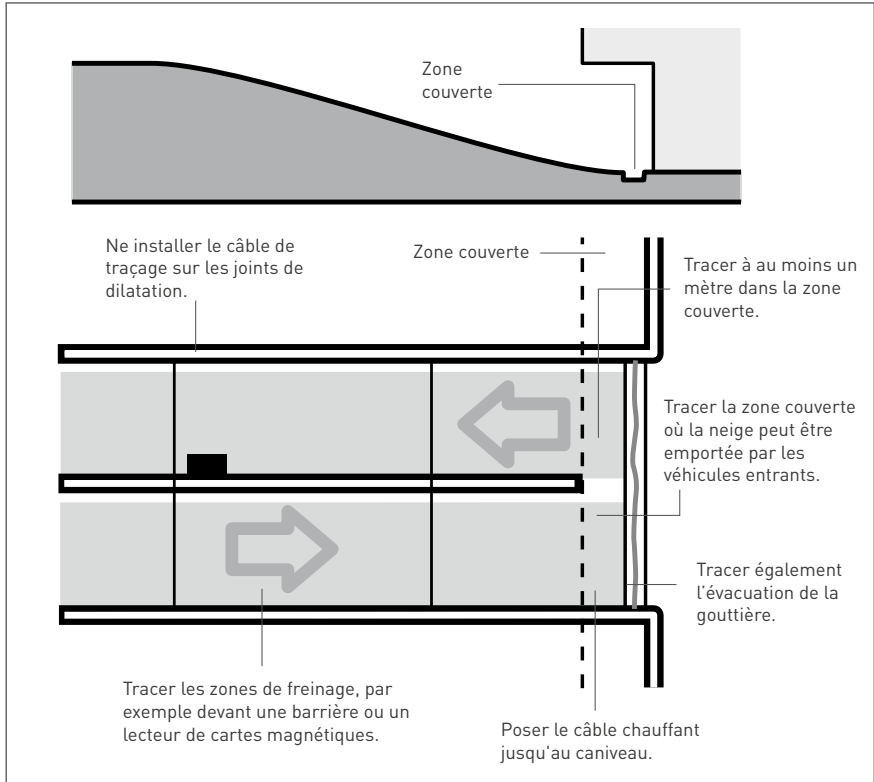 Zone
couverte
Ne installer le câble de
traçage sur les joints de
dilatation.
Zone couverte
Tracer à au moins un
mètre dans la zone
couverte.
Tracer la zone couverte
où la neige peut être
emportée par les
véhicules entrants.
Tracer également
l'évacuation de la
gouttière.
Tracer les zones de freinage, par
exemple devant une barrière ou un
lecteur de cartes magnétiques.
Poser le câble chauffant
jusqu'au caniveau.